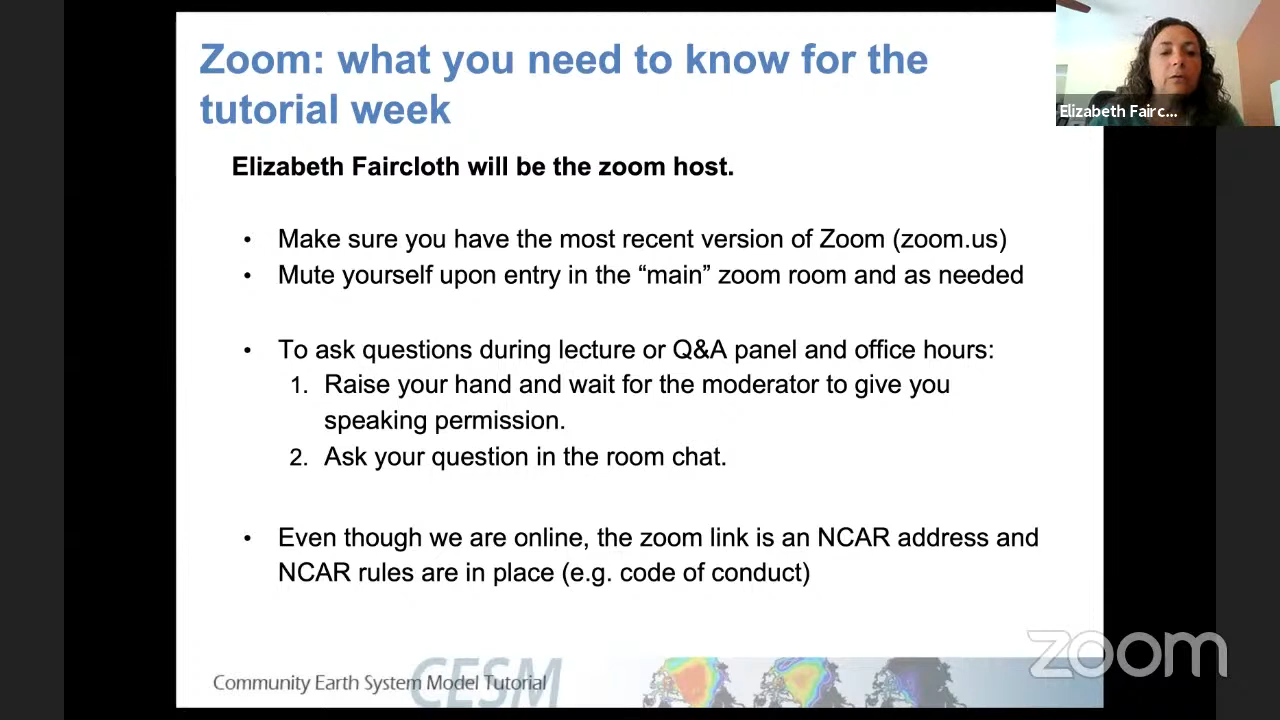 Zoom: what you need to know for the
tutorial week
Elizabeth Fairc...
Elizabeth Faircloth will be the zoom host.
• Make sure you have the most recent version of Zoom (zoom.us)
• Mute yourself upon entry in the “main” zoom room and as needed
• To ask questions during lecture or Q&A panel and office hours:
1. Raise your hand and wait for the moderator to give you
speaking permission.
2. Ask your question in the room chat.
• Even though we are online, the zoom link is an NCAR address and
NCAR rules are in place (e.g. code of conduct)
CESM
Community Earth System Model Tutorial
zoom